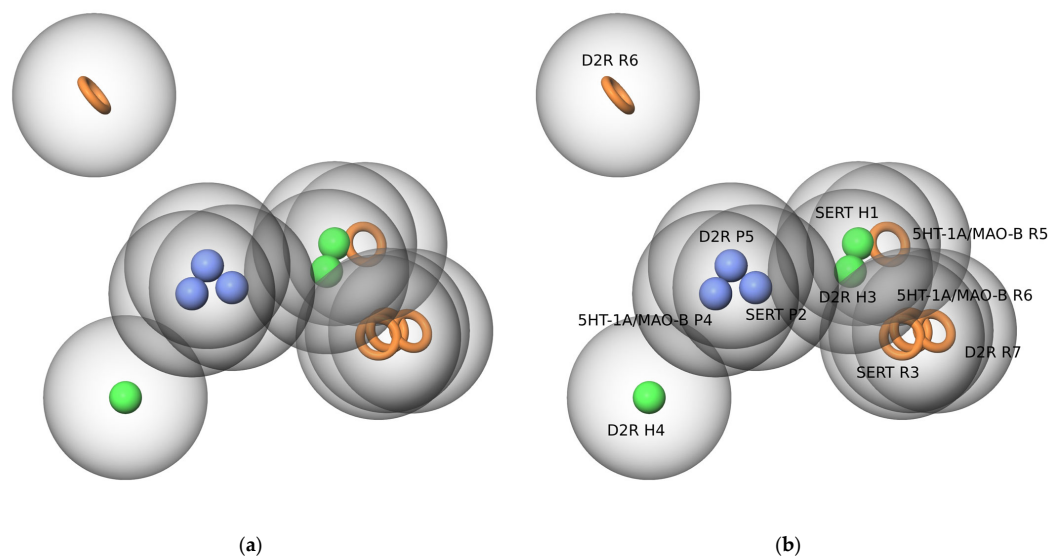 D2R R6
SERT H1
5HT-1A/MAO-B R5
D2R P5
D2R H3
5HT-1A/MAO-B R6
SERT P2
5HT-1A/MAO-B P4
D2R R7
SERT R3
D2R H4
(a)
(b)